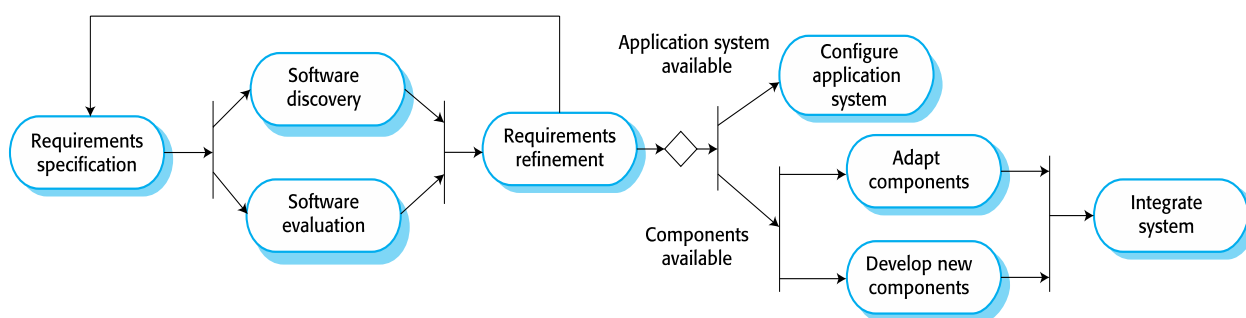 Requirements
specification
Software
discovery
Software
evaluation
Requirements
refinement
Application system
available
Configure
application
system
Components
available
Adapt
components
Develop new
components
Integrate
system